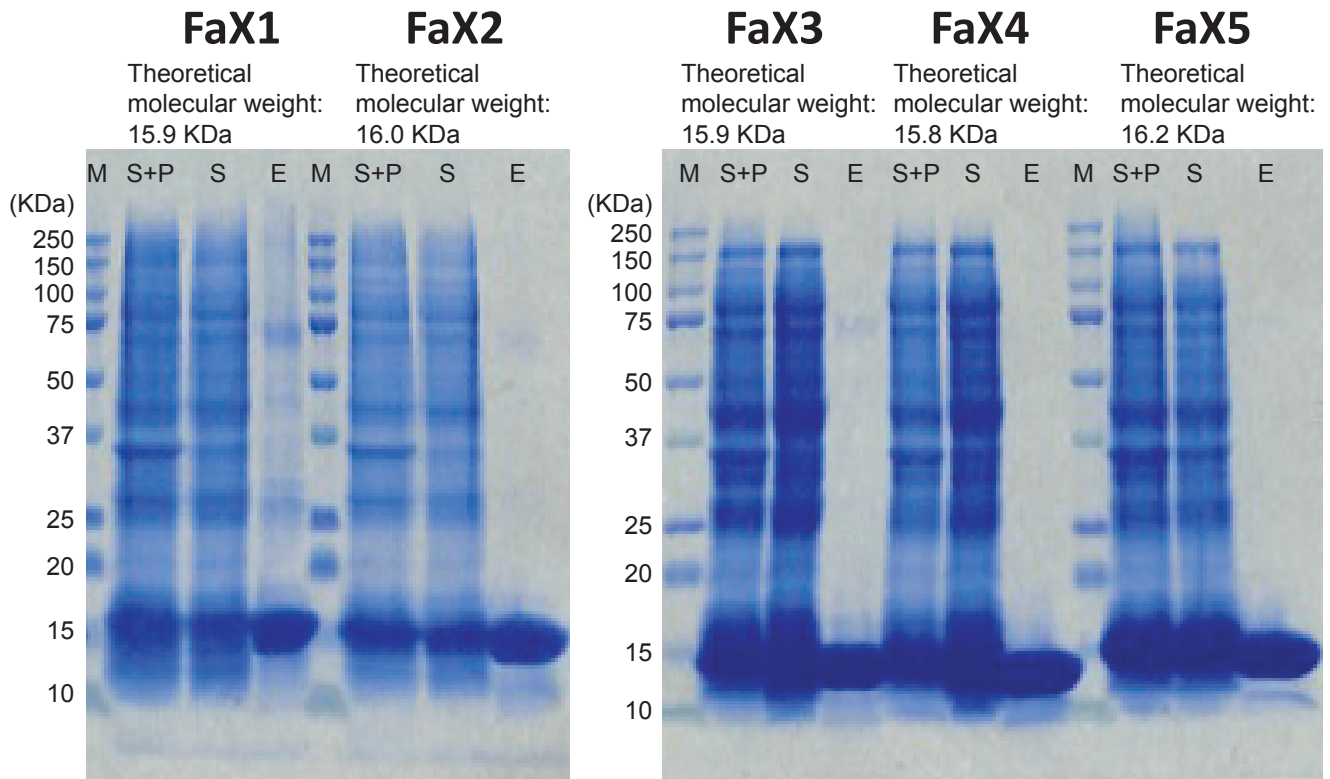 FaX1 FaX2 FaX3 FaX4 FaX5
Theoretical Theoretical Theoretical Theoretical Theoretical
molecular weight: molecular weight: molecular weight: molecular weight: molecular weight:
15.9 KDa 16.0 KDa 15.9 KDa 15.8 KDa 16.2 KDa
M S+P S E M S+P S E M S+P S E S+P S E M S+P S E
(KDa) (KDa)
250 250
150 150
100 100
75 75
50 50
37 37
25 25
20 20
15 15
10 10